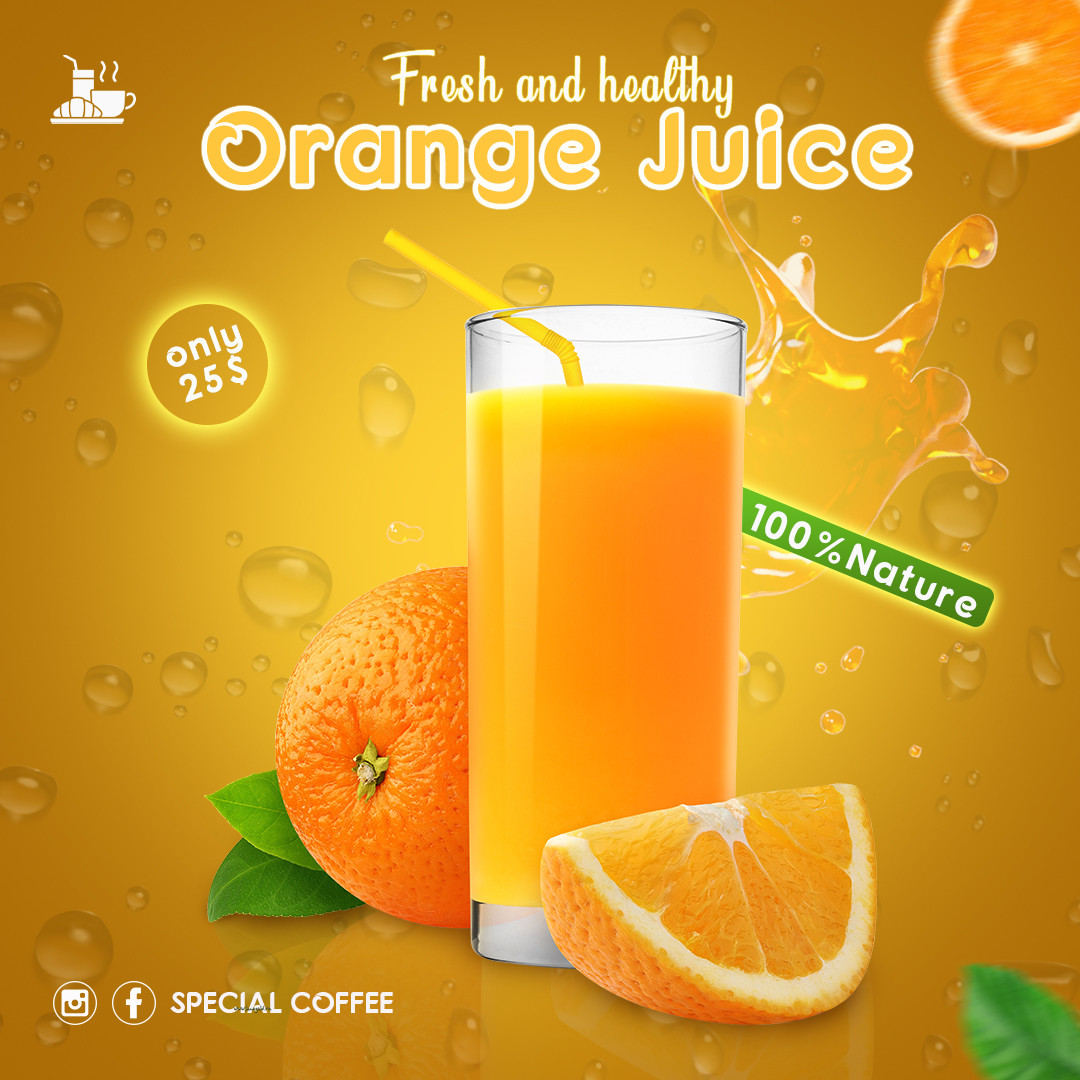 Fresh and healthy
Orange Juice
only
25$
100%Nature
SPECIAL COFFEE